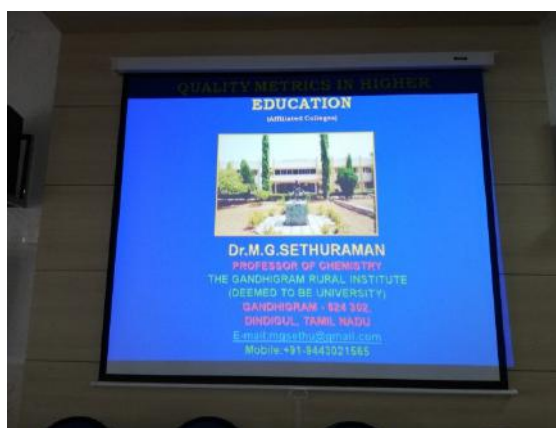 QUALITY METRICS IN HIGHER
EDUCATION
(Affiliated Colleges)
Dr.M.G.SETHURAMAN
PROFESSOR OF CHEMISTRY
THE GANDHIGRAM RURAL INSTITUTE
(DEEMED TO BE UNIVERSITY)
GANDHIGRAM - 624 302,
DINDIGUL, TAMIL NADU
E-mail:mgsethu@gmail.com
Mobile:+91-9443021565